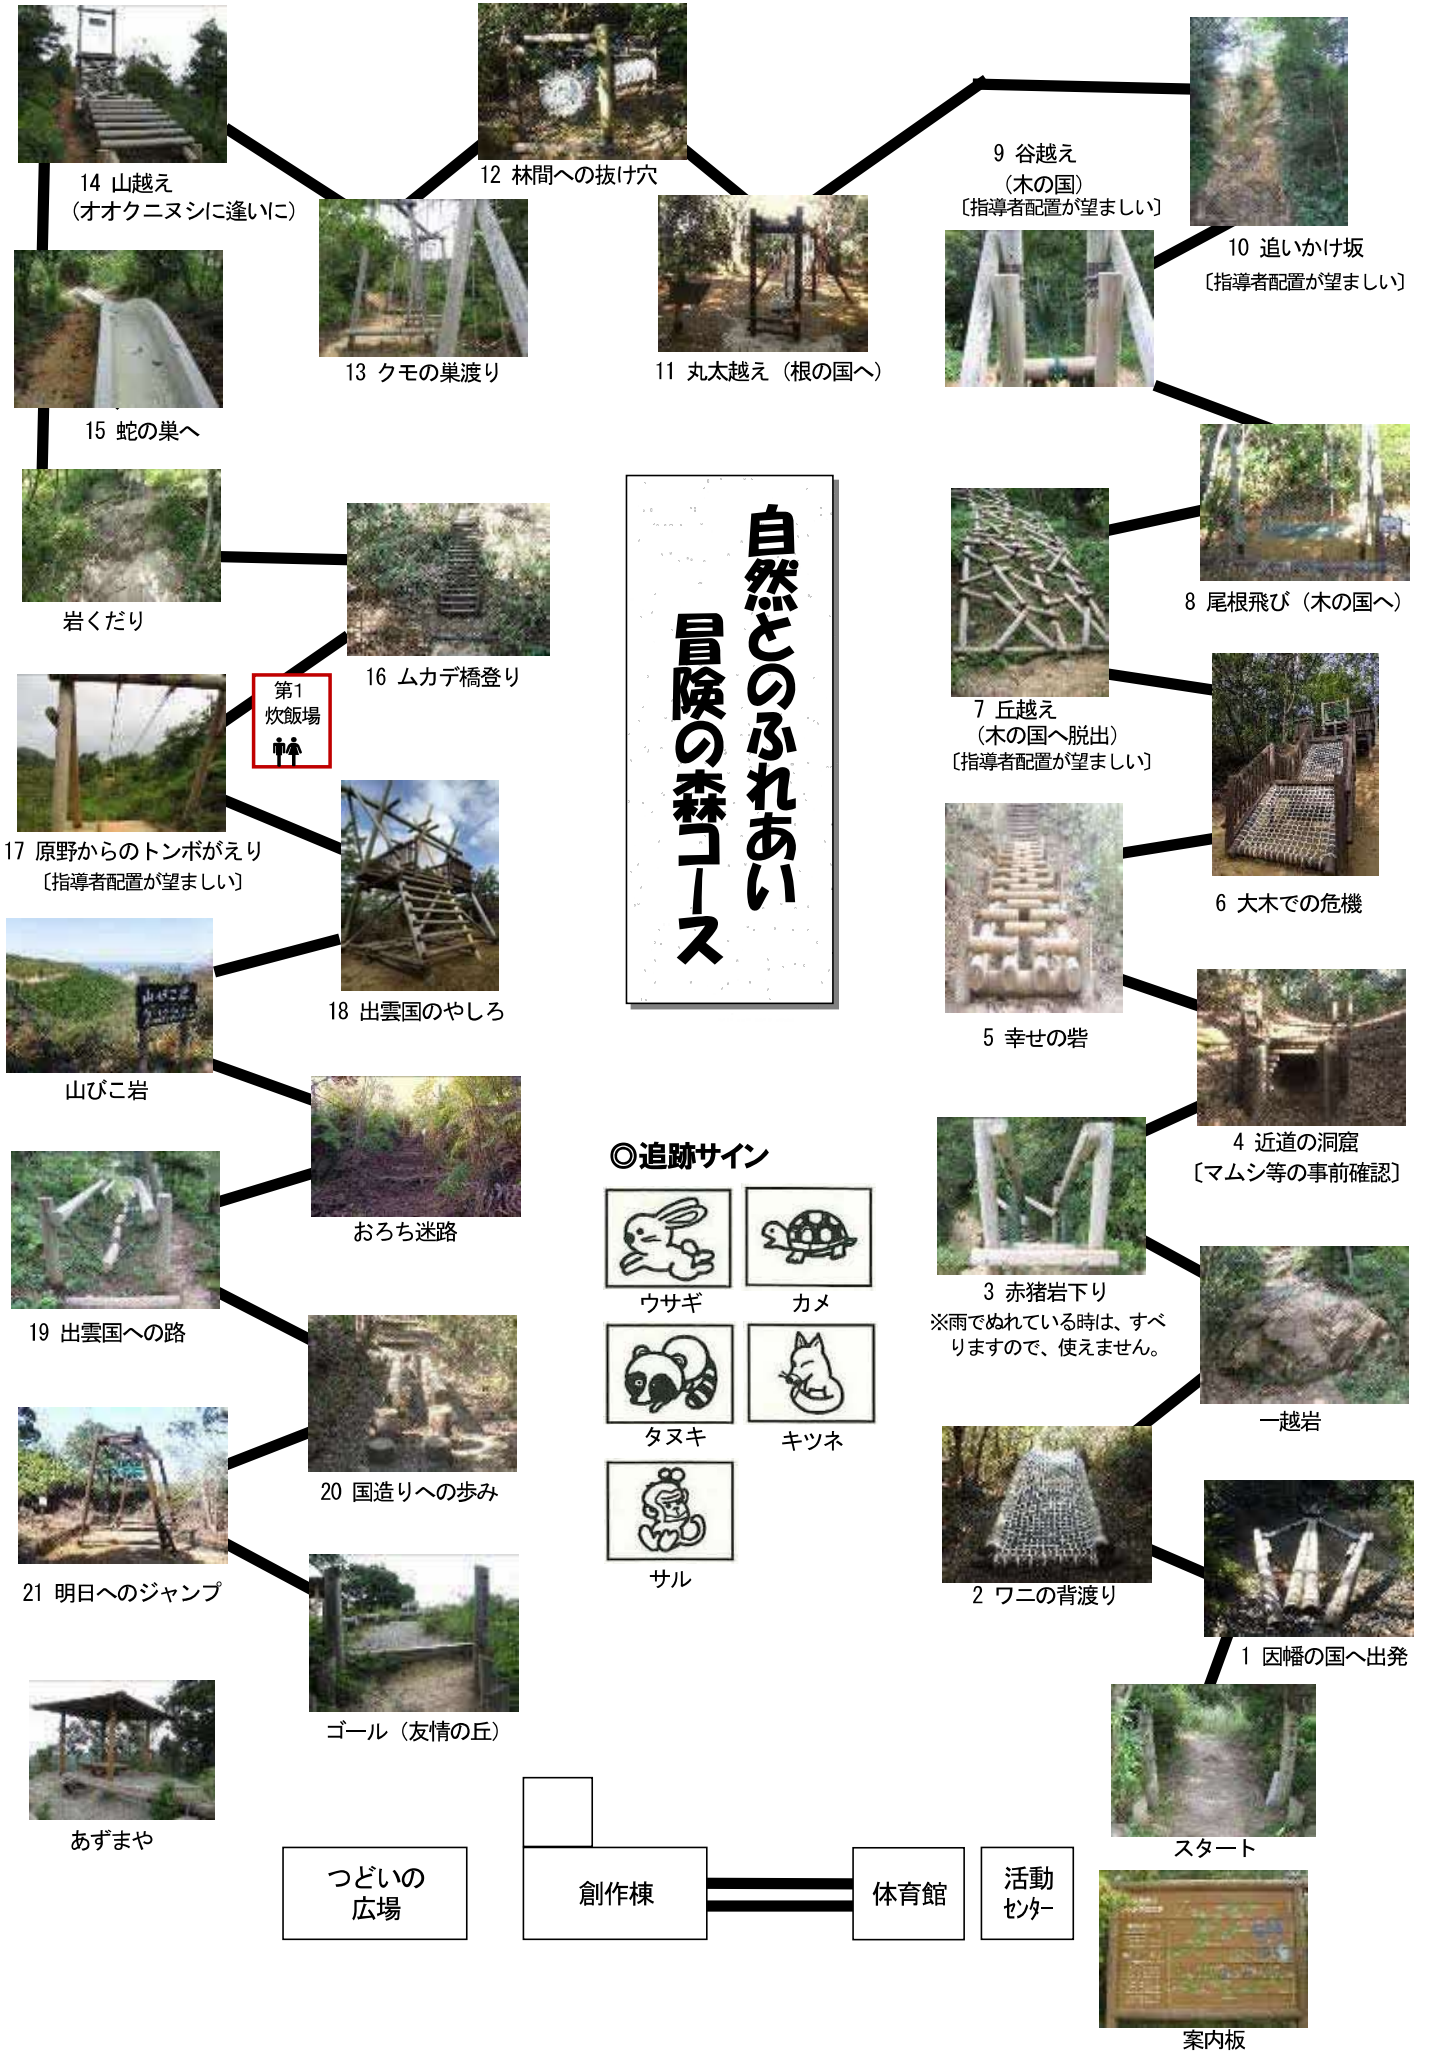 自然とのふれあい
冒険の森コース
案内板
スタート
1 因幡の国へ出発
2 ワニの背渡り
一越岩
3 赤猪岩下り
※雨でぬれている時は、すべ
りますので、使えません。
4 近道の洞窟
〔マムシ等の事前確認〕
5 幸せの砦
6 大木での危機
7 丘越え
（木の国へ脱出）
〔指導者配置が望ましい〕
8 尾根飛び（木の国へ）
9 谷越え
（木の国）
〔指導者配置が望ましい〕
10 追いかけ坂
〔指導者配置が望ましい〕
11 丸太越え（根の国へ）
12 林間への抜け穴
13 クモの巣渡り
14 山越え
（オオクニヌシに逢いに）
15 蛇の巣へ
岩くだり
16 ムカデ橋登り
第1
炊飯場
17 原野からのトンボがえり
〔指導者配置が望ましい〕
18 出雲国のやしろ
山びこ岩
山びこ岩
おろち迷路
19 出雲国への路
20 国造りへの歩み
21 明日へのジャンプ
ゴール（友情の丘）
あずまや
◎追跡サイン
ウサギ
カメ
タヌキ
キツネ
サル
つどいの
広場
創作棟
体育館
活動
センター